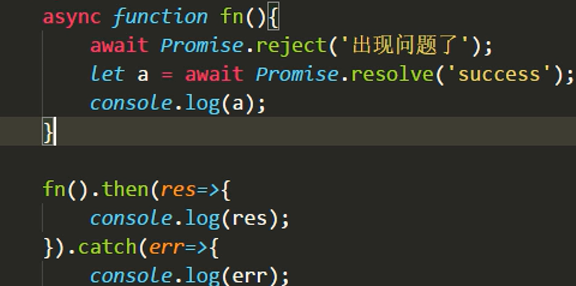 async function fn(){
await Promise.reject('出现问题了');
let a = await Promise.resolve('success');
console.log(a);
}
fn().then(res=>{
console.log(res);
}).catch(err=>{
console.log(err);